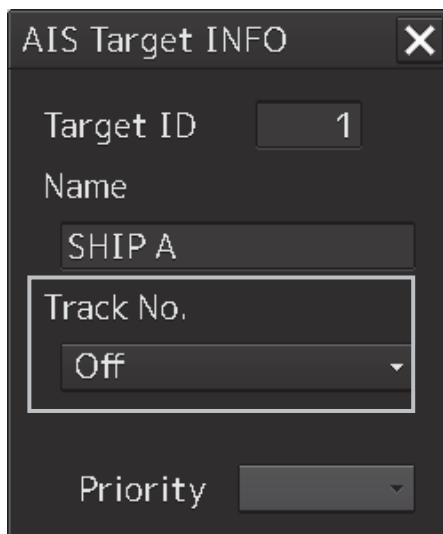 AIS Target INFO
Target ID 1
Name
SHIP A
Track No.
Off
Priority